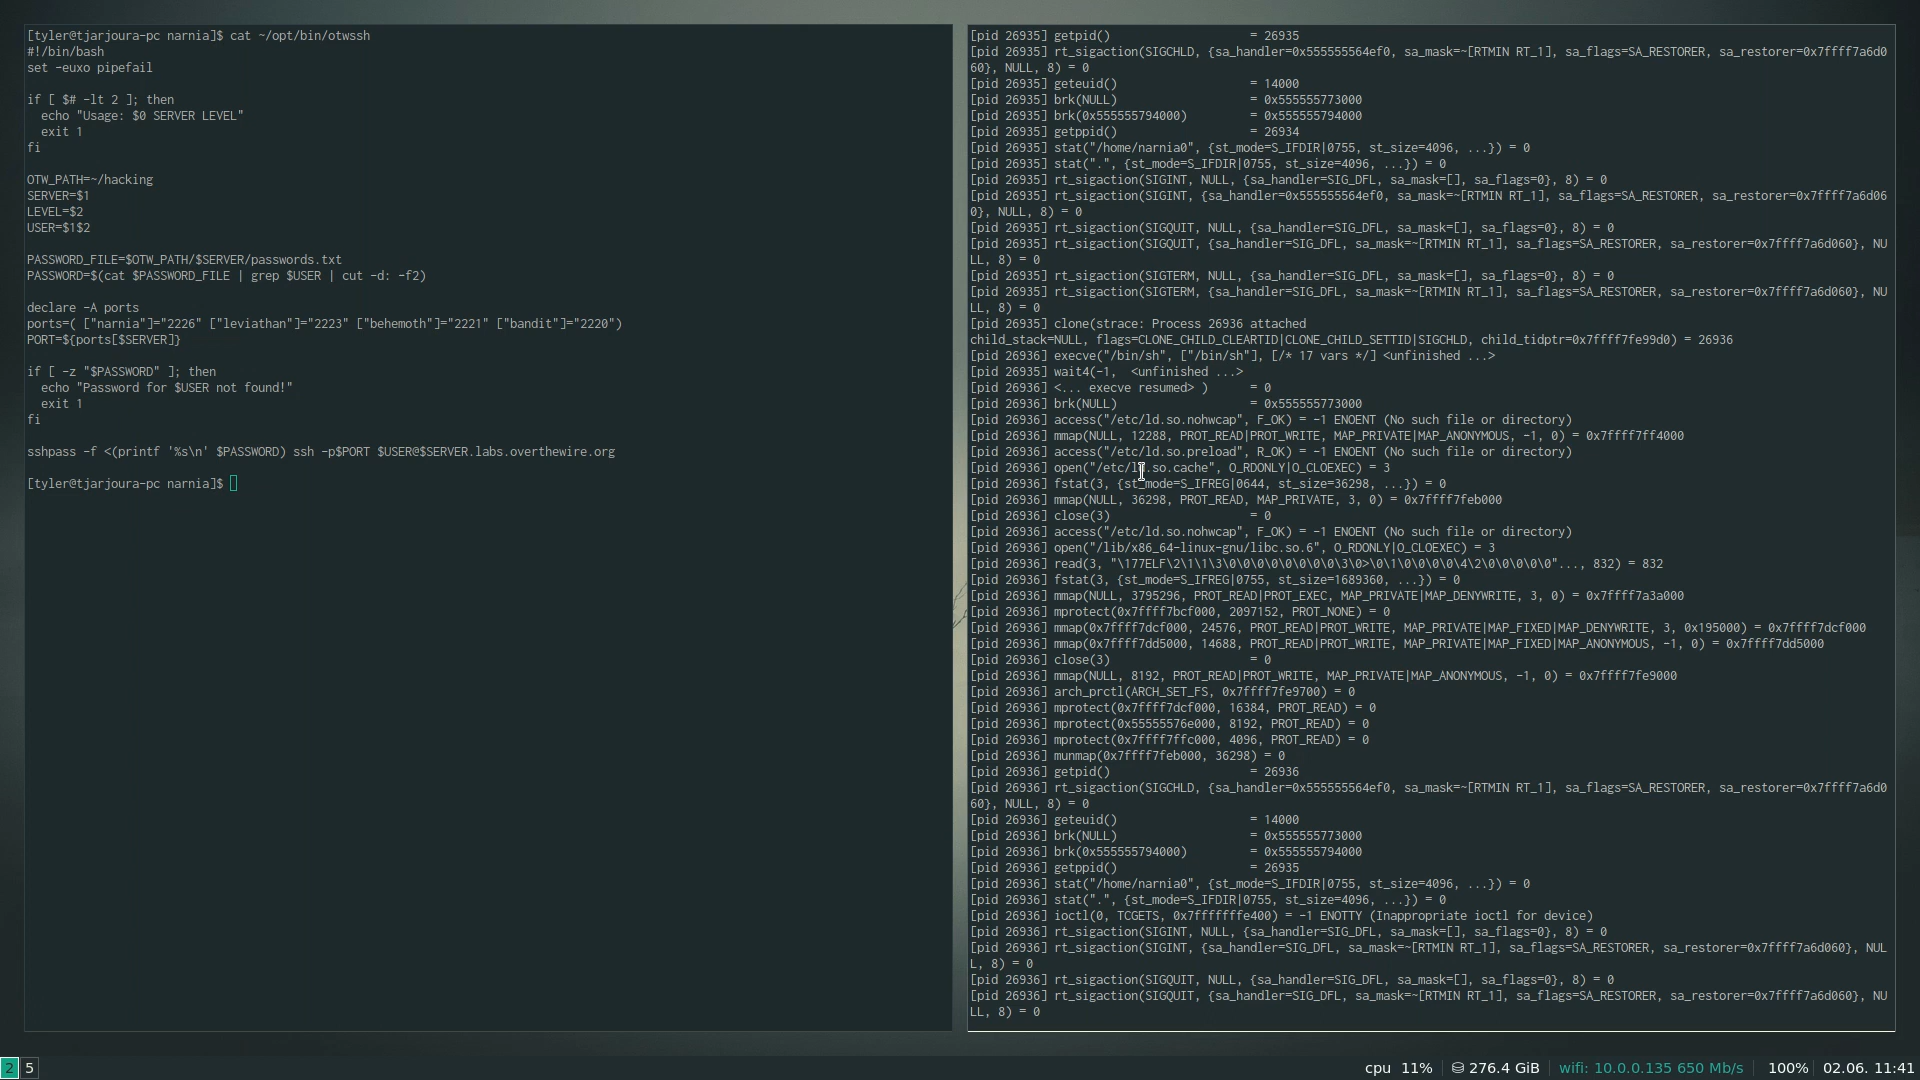 [tyler@tjarjoura-pc narnia]$ cat ~/opt/bin/otwssh
#!/bin/bash
set -euxo pipefail
if [ $# -lt 2 ]; then
echo "Usage: $0 SERVER LEVEL"
exit 1
fi
OTW_PATH=~/hacking
SERVER=$1
LEVEL=$2
USER=$1$2
PASSWORD_FILE=$OTW_PATH/$SERVER/passwords.txt
PASSWORD=$(cat $PASSWORD_FILE | grep $USER | cut -d: -f2)
declare -A ports
ports=( ["narnia"]="2226" ["leviathan"]="2223" ["behemoth"]="2221" ["bandit"]="2220")
PORT=${ports[$SERVER]}
if [ -z "$PASSWORD" ]; then
echo "Password for $USER not found!"
exit 1
fi
sshpass -f <(printf '%s\n' $PASSWORD) ssh -p$PORT $USER@$SERVER.labs.overthewire.org
[tyler@tjarjoura-pc narnia]$
[pid 26935] getpid()                    = 26935
[pid 26935] rt_sigaction(SIGCHLD, {sa_handler=0x555555564ef0, sa_mask=~[RTMIN RT_1], sa_flags=SA_RESTORER, sa_restorer=0x7ffff7a6d0
60}, NULL, 8) = 0
[pid 26935] geteuid()                   = 14000
[pid 26935] brk(NULL)                   = 0x555555773000
[pid 26935] brk(0x555555794000)         = 0x555555794000
[pid 26935] getppid()                   = 26934
[pid 26935] stat("/home/narnia0", {st_mode=S_IFDIR|0755, st_size=4096, ...}) = 0
[pid 26935] stat(".", {st_mode=S_IFDIR|0755, st_size=4096, ...}) = 0
[pid 26935] rt_sigaction(SIGINT, NULL, {sa_handler=SIG_DFL, sa_mask=[], sa_flags=0}, 8) = 0
[pid 26935] rt_sigaction(SIGINT, {sa_handler=0x555555564ef0, sa_mask=~[RTMIN RT_1], sa_flags=SA_RESTORER, sa_restorer=0x7ffff7a6d06
0}, NULL, 8) = 0
[pid 26935] rt_sigaction(SIGQUIT, NULL, {sa_handler=SIG_DFL, sa_mask=[], sa_flags=0}, 8) = 0
[pid 26935] rt_sigaction(SIGQUIT, {sa_handler=SIG_DFL, sa_mask=~[RTMIN RT_1], sa_flags=SA_RESTORER, sa_restorer=0x7ffff7a6d060}, NU
LL, 8) = 0
[pid 26935] rt_sigaction(SIGTERM, NULL, {sa_handler=SIG_DFL, sa_mask=[], sa_flags=0}, 8) = 0
[pid 26935] rt_sigaction(SIGTERM, {sa_handler=SIG_DFL, sa_mask=~[RTMIN RT_1], sa_flags=SA_RESTORER, sa_restorer=0x7ffff7a6d060}, NU
LL, 8) = 0
[pid 26935] clone(strace: Process 26936 attached
child_stack=NULL, flags=CLONE_CHILD_CLEARTID|CLONE_CHILD_SETTID|SIGCHLD, child_tidptr=0x7ffff7fe99d0) = 26936
[pid 26936] execve("/bin/sh", ["/bin/sh"], [/* 17 vars */] <unfinished ...>
[pid 26935] wait4(-1,  <unfinished ...>
[pid 26936] <... execve resumed> )      = 0
[pid 26936] brk(NULL)                   = 0x555555773000
[pid 26936] access("/etc/ld.so.nohwcap", F_OK) = -1 ENOENT (No such file or directory)
[pid 26936] mmap(NULL, 12288, PROT_READ|PROT_WRITE, MAP_PRIVATE|MAP_ANONYMOUS, -1, 0) = 0x7ffff7ff4000
[pid 26936] access("/etc/ld.so.preload", R_OK) = -1 ENOENT (No such file or directory)
[pid 26936] open("/etc/ld.so.cache", O_RDONLY|O_CLOEXEC) = 3
[pid 26936] fstat(3, {st_mode=S_IFREG|0644, st_size=36298, ...}) = 0
[pid 26936] mmap(NULL, 36298, PROT_READ, MAP_PRIVATE, 3, 0) = 0x7ffff7feb000
[pid 26936] close(3)                    = 0
[pid 26936] access("/etc/ld.so.nohwcap", F_OK) = -1 ENOENT (No such file or directory)
[pid 26936] open("/lib/x86_64-linux-gnu/libc.so.6", O_RDONLY|O_CLOEXEC) = 3
[pid 26936] read(3, "\177ELF\2\1\1\3\0\0\0\0\0\0\0\0\3\0>\0\1\0\0\0\0\4\2\0\0\0\0\0"..., 832) = 832
[pid 26936] fstat(3, {st_mode=S_IFREG|0755, st_size=1689360, ...}) = 0
[pid 26936] mmap(NULL, 3795296, PROT_READ|PROT_EXEC, MAP_PRIVATE|MAP_DENYWRITE, 3, 0) = 0x7ffff7a3a000
[pid 26936] mprotect(0x7ffff7bcf000, 2097152, PROT_NONE) = 0
[pid 26936] mmap(0x7ffff7dcf000, 24576, PROT_READ|PROT_WRITE, MAP_PRIVATE|MAP_FIXED|MAP_DENYWRITE, 3, 0x195000) = 0x7ffff7dcf000
[pid 26936] mmap(0x7ffff7dd5000, 14688, PROT_READ|PROT_WRITE, MAP_PRIVATE|MAP_FIXED|MAP_ANONYMOUS, -1, 0) = 0x7ffff7dd5000
[pid 26936] close(3)                    = 0
[pid 26936] mmap(NULL, 8192, PROT_READ|PROT_WRITE, MAP_PRIVATE|MAP_ANONYMOUS, -1, 0) = 0x7ffff7fe9000
[pid 26936] arch_prctl(ARCH_SET_FS, 0x7ffff7fe9700) = 0
[pid 26936] mprotect(0x7ffff7dcf000, 16384, PROT_READ) = 0
[pid 26936] mprotect(0x55555576e000, 8192, PROT_READ) = 0
[pid 26936] mprotect(0x7ffff7ffc000, 4096, PROT_READ) = 0
[pid 26936] munmap(0x7ffff7feb000, 36298) = 0
[pid 26936] getpid()                    = 26936
[pid 26936] rt_sigaction(SIGCHLD, {sa_handler=0x555555564ef0, sa_mask=~[RTMIN RT_1], sa_flags=SA_RESTORER, sa_restorer=0x7ffff7a6d0
60}, NULL, 8) = 0
[pid 26936] geteuid()                   = 14000
[pid 26936] brk(NULL)                   = 0x555555773000
[pid 26936] brk(0x555555794000)         = 0x555555794000
[pid 26936] getppid()                   = 26935
[pid 26936] stat("/home/narnia0", {st_mode=S_IFDIR|0755, st_size=4096, ...}) = 0
[pid 26936] stat(".", {st_mode=S_IFDIR|0755, st_size=4096, ...}) = 0
[pid 26936] ioctl(0, TCGETS, 0x7fffffffe400) = -1 ENOTTY (Inappropriate ioctl for device)
[pid 26936] rt_sigaction(SIGINT, NULL, {sa_handler=SIG_DFL, sa_mask=[], sa_flags=0}, 8) = 0
[pid 26936] rt_sigaction(SIGINT, {sa_handler=SIG_DFL, sa_mask=~[RTMIN RT_1], sa_flags=SA_RESTORER, sa_restorer=0x7ffff7a6d060}, NUL
L, 8) = 0
[pid 26936] rt_sigaction(SIGQUIT, NULL, {sa_handler=SIG_DFL, sa_mask=[], sa_flags=0}, 8) = 0
[pid 26936] rt_sigaction(SIGQUIT, {sa_handler=SIG_DFL, sa_mask=~[RTMIN RT_1], sa_flags=SA_RESTORER, sa_restorer=0x7ffff7a6d060}, NU
LL, 8) = 0
2 5 cpu 11% 276.4 GiB wifi: 10.0.0.135 650 Mb/s 100% 02.06. 11:41